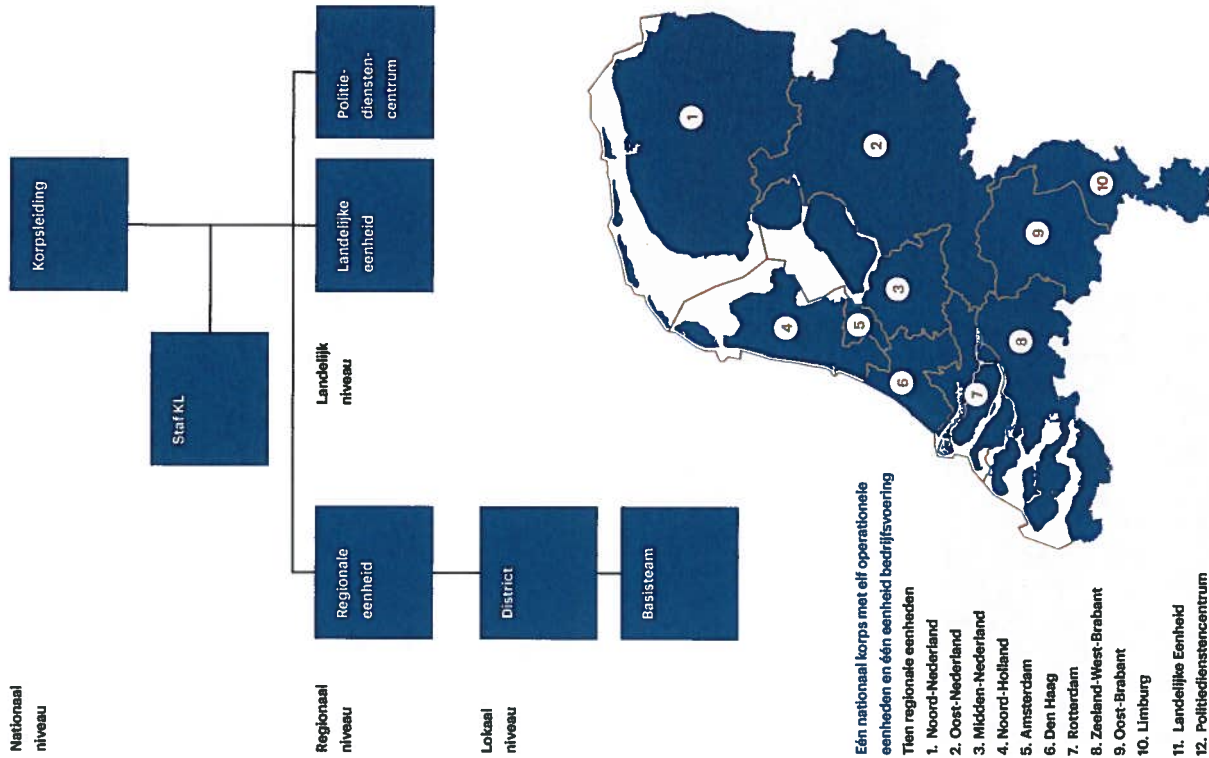 Nationaal
niveau
Korpsleiding
Staf KL
Regionaal
niveau
Regionale
eenheid
Landelijk
niveau
Landelijke
eenheid
Politie-
diensten-
centrum
Lokaal
niveau
District
Basisteam
Eén nationaal korps met elf operationele
eenheden en één eenheid bedrijfsvoering
Tien regionale eenheden
1. Noord-Nederland
2. Oost-Nederland
3. Midden-Nederland
4. Noord-Holland
5. Amsterdam
6. Den Haag
7. Rotterdam
8. Zeeland-West-Brabant
9. Oost-Brabant
10. Limburg
11. Landelijke Eenheid
12. Politiedienstencentrum
1
2
3
4
5
6
7
8
9
10